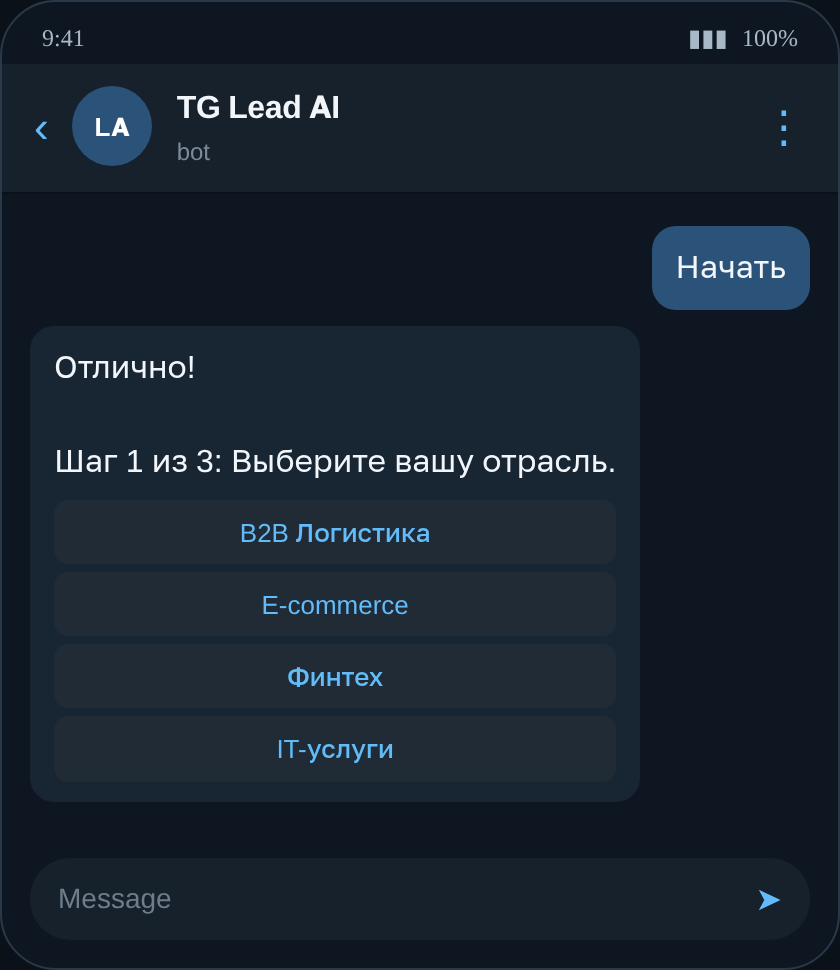 9:41 100%
‹ LA TG Lead AI
bot
Начать
Отлично!
Шаг 1 из 3: Выберите вашу отрасль.
B2B Логистика
E-commerce
Финтех
IT-услуги
Message